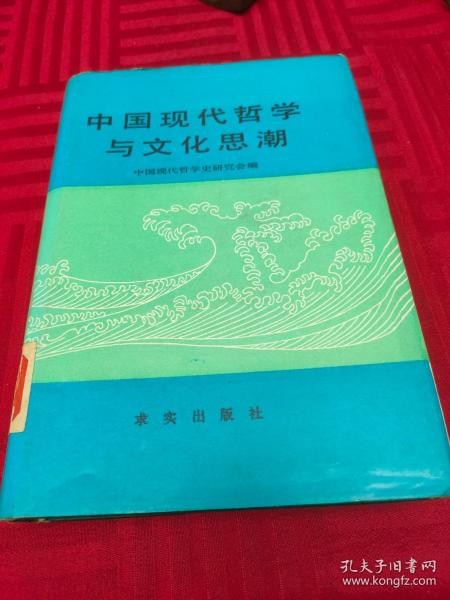 中国现代哲学
与文化思潮
中国现代哲学史研究会编
求实出版社
孔夫子旧书网
www.kongfz.com